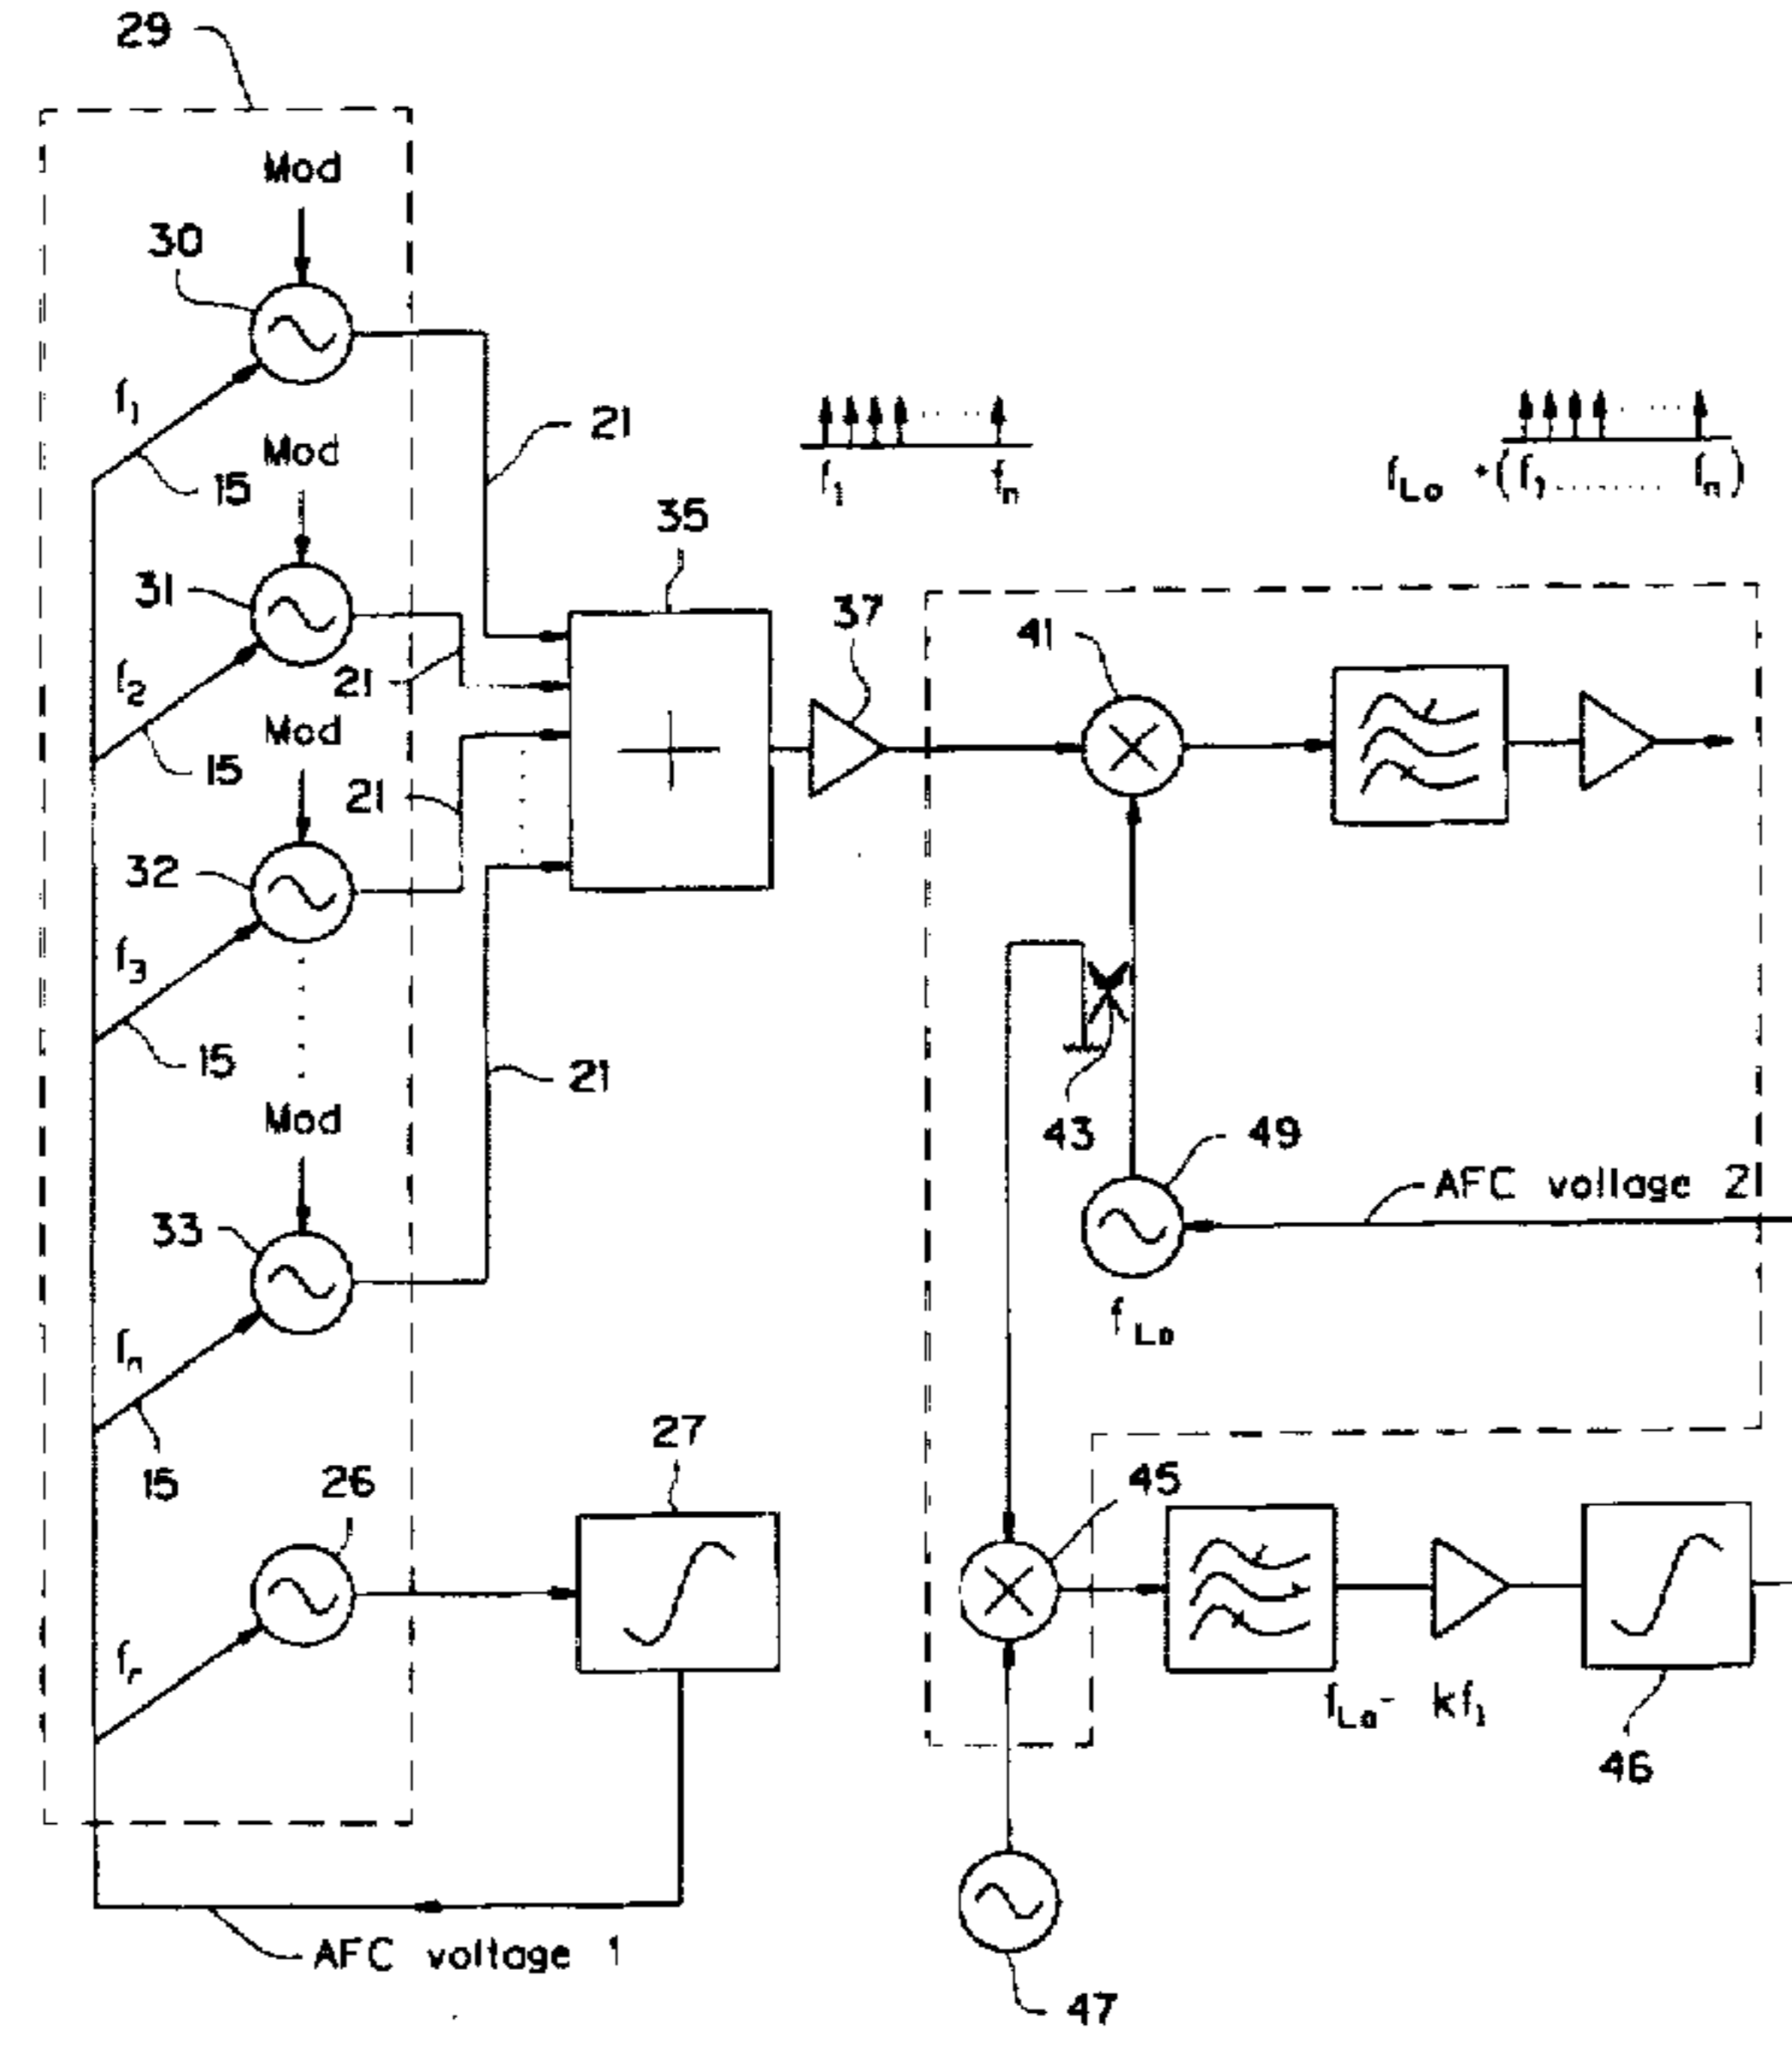 29
Mod
30
f1
15
21
Mod
31
f2
15
21
Mod
32
f3
15
21
Mod
33
fn
15
21
26
fr
27
AFC voltage 1
35
37
f1 fn
fLo +(f1 ........ fn)
41
43
49
AFC voltage 2
fLo
45
fLo- kf1
46
47